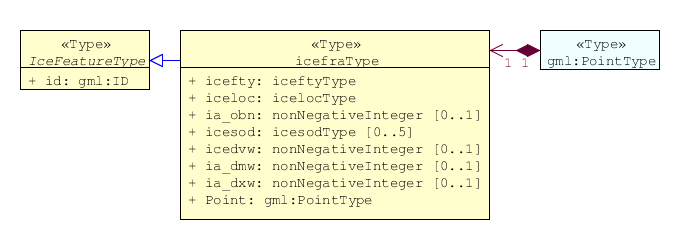 «Type»
IceFeatureType
+ id: gml:ID
«Type»
icefraType
+ icefty: iceftyType
+ iceloc: icelocType
+ ia_obn: nonNegativeInteger [0..1]
+ icesod: icesodType [0..5]
+ icedvw: nonNegativeInteger [0..1]
+ ia_dmw: nonNegativeInteger [0..1]
+ ia_dxw: nonNegativeInteger [0..1]
+ Point: gml:PointType
1 1
«Type»
gml:PointType